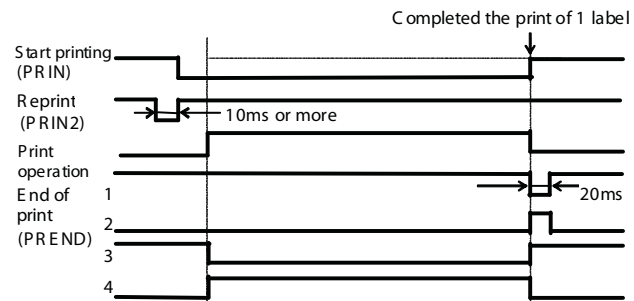 Completed the print of 1 label
Start printing
(PRIN)
Reprint
(PRIN2)
10ms or more
Print
operation
End of
print
(PREND)
1
20ms
2
3
4